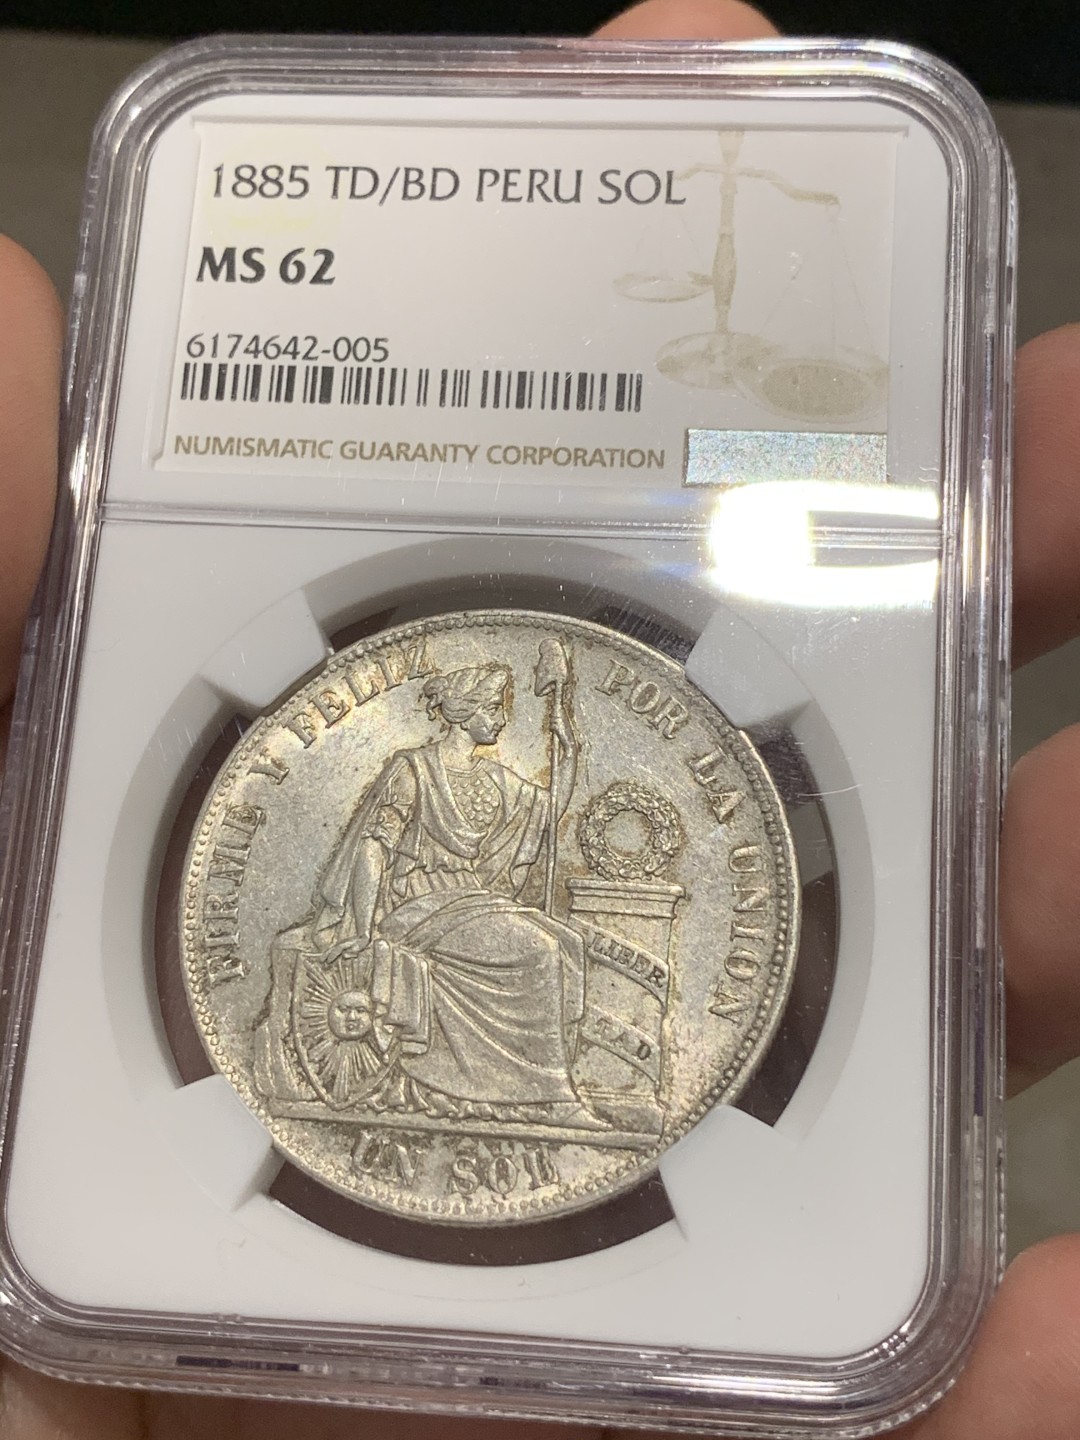 1885 TD/BD PERU SOL
MS 62
6174642-005
NUMISMATIC GUARANTY CORPORATION
FIRME Y FELIZ POR LA UNION
LIBER
TAD
UN SOL